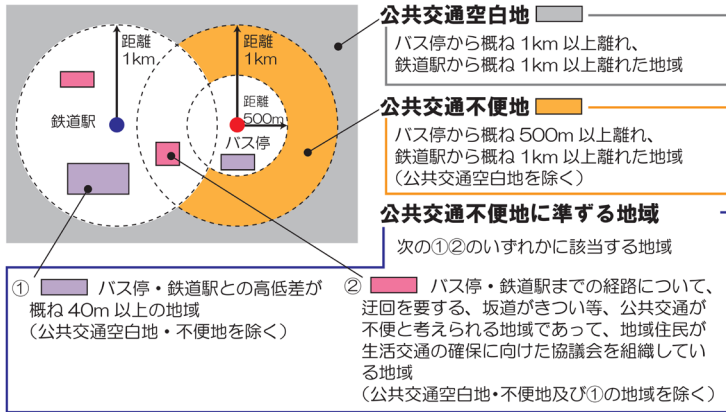 距離
1km
鉄道駅
距離
1km
距離
500m
バス停
公共交通空白地
バス停から概ね 1km 以上離れ、
鉄道駅から概ね 1km 以上離れた地域
公共交通不便地
バス停から概ね 500m 以上離れ、
鉄道駅から概ね 1km 以上離れた地域
(公共交通空白地を除く)
公共交通不便地に準ずる地域
次の①②のいずれかに該当する地域
① バス停・鉄道駅との高低差が
概ね 40m 以上の地域
(公共交通空白地・不便地を除く)
② バス停・鉄道駅までの経路について、
迂回を要する、坂道がきつい等、公共交通が
不便と考えられる地域であって、地域住民が
生活交通の確保に向けた協議会を組織してい
る地域
(公共交通空白地・不便地及び①の地域を除く)